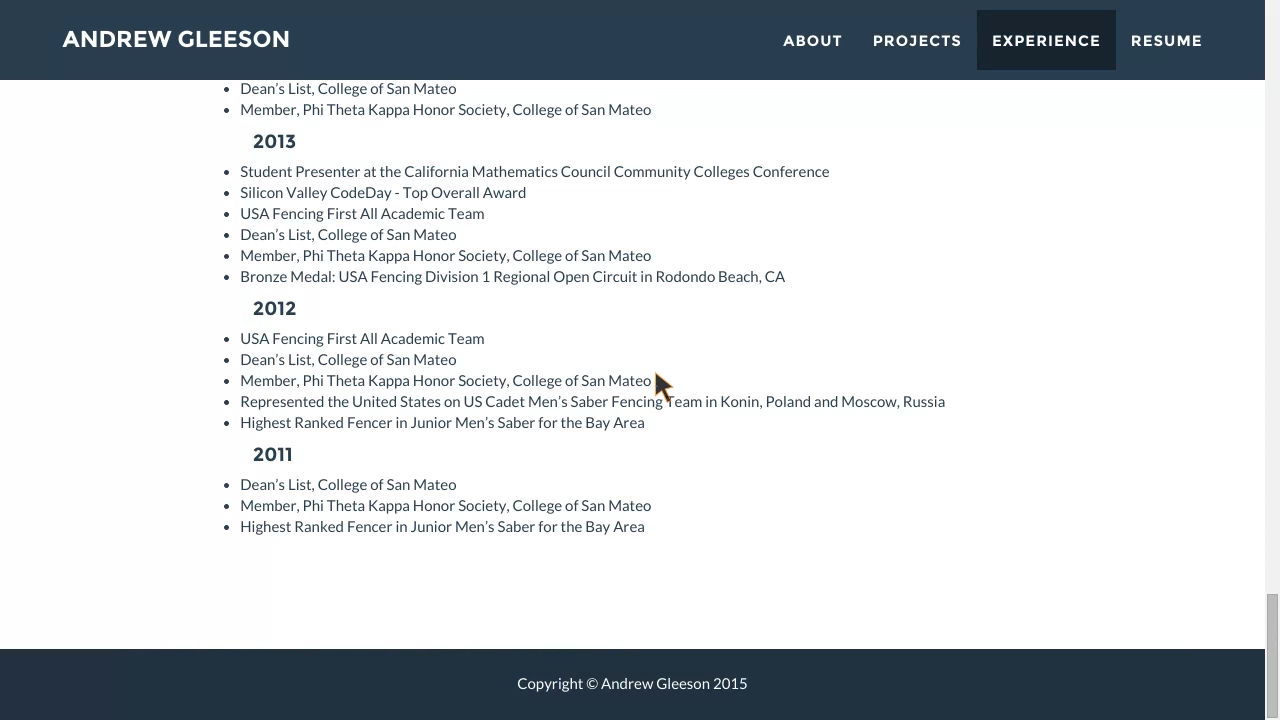 ANDREW GLEESON
ABOUT PROJECTS EXPERIENCE RESUME
Dean's List, College of San Mateo
Member, Phi Theta Kappa Honor Society, College of San Mateo
2013
Student Presenter at the California Mathematics Council Community Colleges Conference
Silicon Valley CodeDay - Top Overall Award
USA Fencing First All Academic Team
Dean's List, College of San Mateo
Member, Phi Theta Kappa Honor Society, College of San Mateo
Bronze Medal: USA Fencing Division 1 Regional Open Circuit in Rodondo Beach, CA
2012
USA Fencing First All Academic Team
Dean's List, College of San Mateo
Member, Phi Theta Kappa Honor Society, College of San Mateo
Represented the United States on US Cadet Men's Saber Fencing Team in Konin, Poland and Moscow, Russia
Highest Ranked Fencer in Junior Men's Saber for the Bay Area
2011
Dean's List, College of San Mateo
Member, Phi Theta Kappa Honor Society, College of San Mateo
Highest Ranked Fencer in Junior Men's Saber for the Bay Area
Copyright © Andrew Gleeson 2015